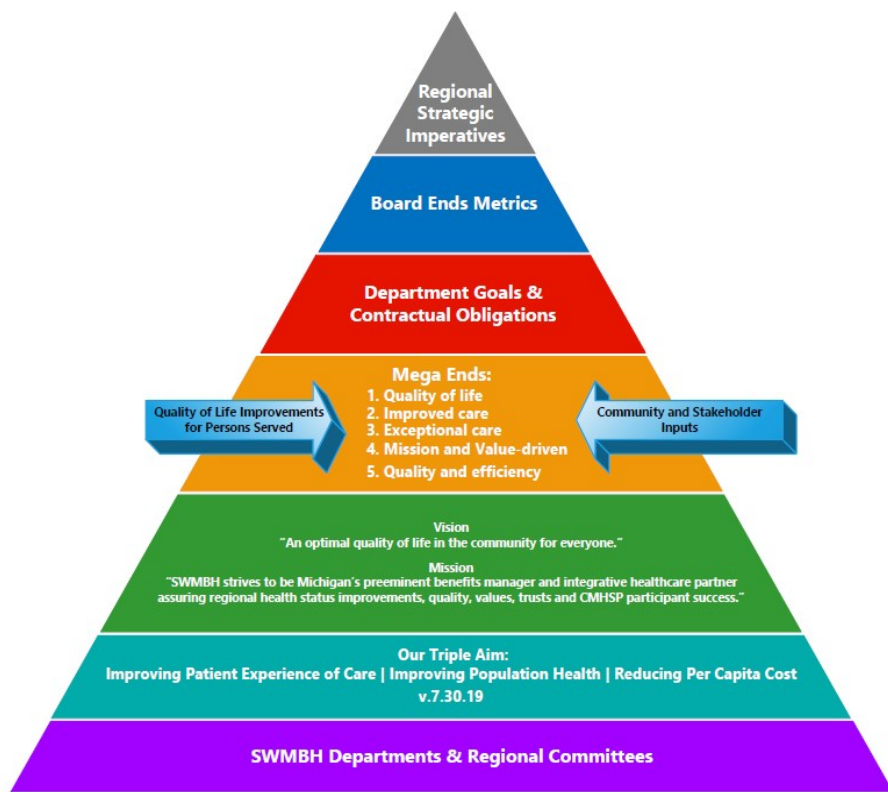 Regional
Strategic
Imperatives
Board Ends Metrics
Department Goals &
Contractual Obligations
Mega Ends:
1. Quality of life
2. Improved care
3. Exceptional care
4. Mission and Value-driven
5. Quality and efficiency
Quality of Life Improvements
for Persons Served
Community and Stakeholder
Inputs
Vision
"An optimal quality of life in the community for everyone."
Mission
"SWMBH strives to be Michigan's preeminent benefits manager and integrative healthcare partner
assuring regional health status improvements, quality, values, trusts and CMHSP participant success."
Our Triple Aim:
Improving Patient Experience of Care | Improving Population Health | Reducing Per Capita Cost
v.7.30.19
SWMBH Departments & Regional Committees